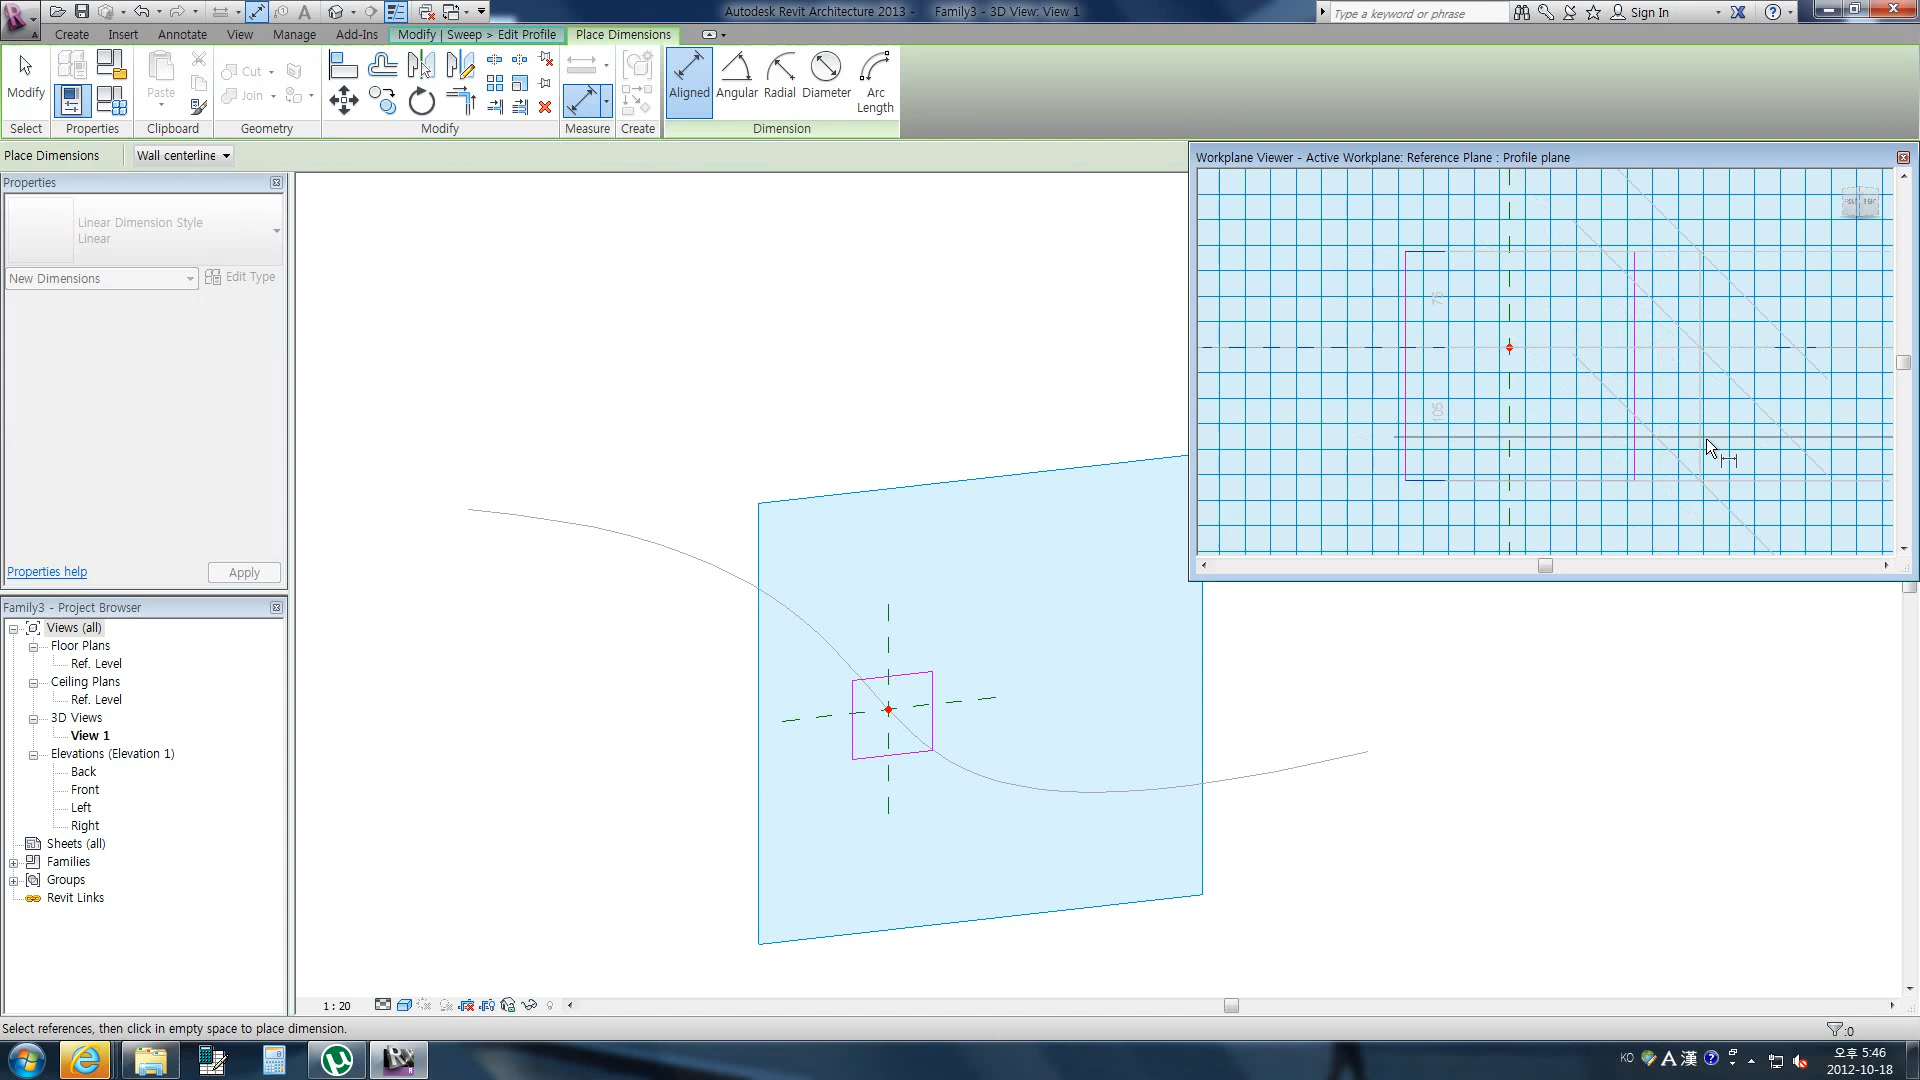 Autodesk Revit Architecture 2013 -    Family3 - 3D View: View 1
Type a keyword or phrase
Sign In
Create Insert Annotate View Manage Add-Ins Modify | Sweep > Edit Profile Place Dimensions
Modify
Paste
Cut
Join
Aligned Angular Radial Diameter Arc Length
Select Properties Clipboard Geometry Modify Measure Create Dimension
Place Dimensions Wall centerline
Properties
Linear Dimension Style
Linear
New Dimensions Edit Type
Properties help Apply
Family3 - Project Browser
Views (all)
Floor Plans
Ref. Level
Ceiling Plans
Ref. Level
3D Views
View 1
Elevations (Elevation 1)
Back
Front
Left
Right
Sheets (all)
Families
Groups
Revit Links
Workplane Viewer - Active Workplane: Reference Plane : Profile plane
75
105
1 : 20
Select references, then click in empty space to place dimension.
:0
KO A 漢
오후 5:46
2012-10-18